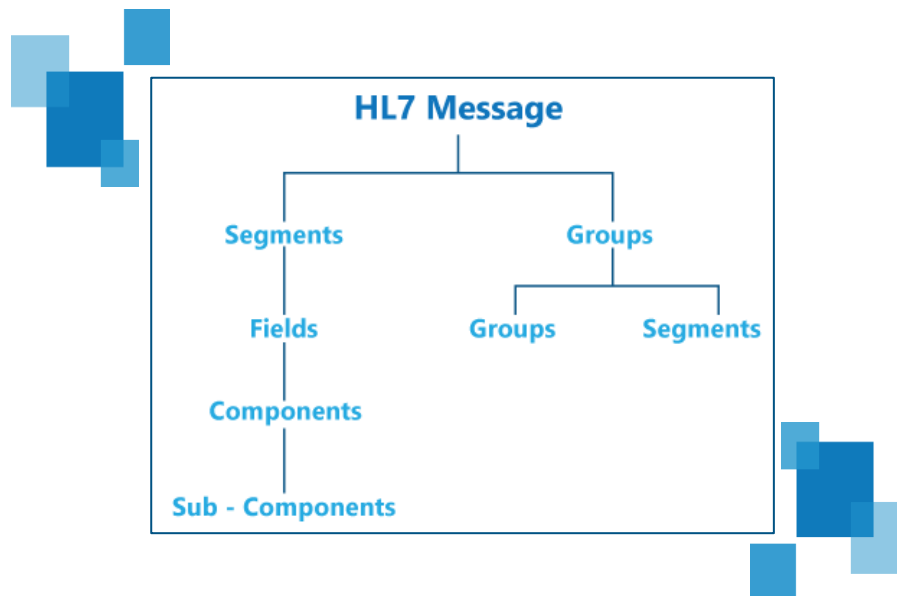 HL7 Message
Segments
Groups
Fields
Groups
Segments
Components
Sub - Components